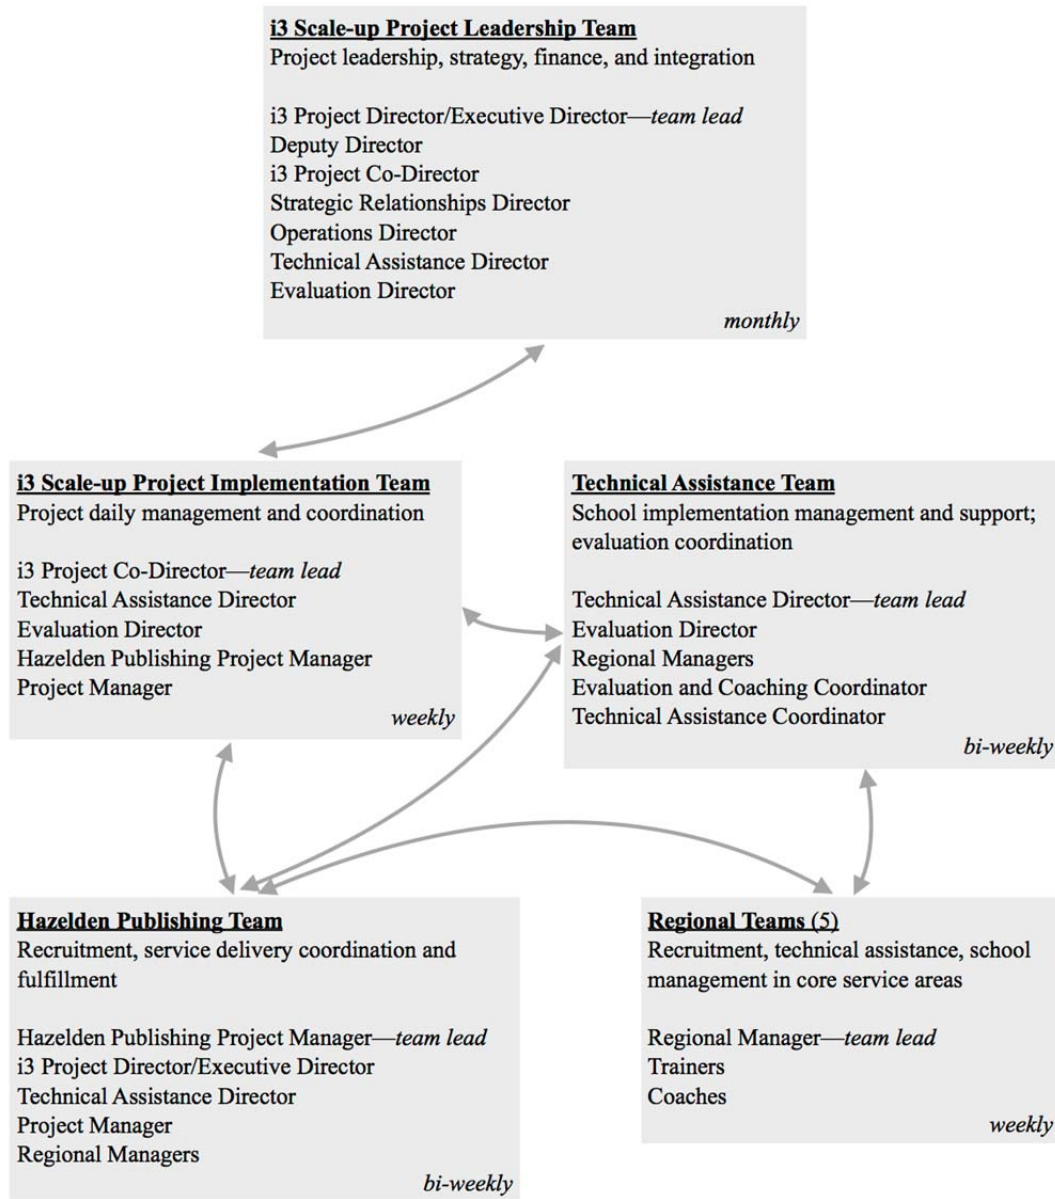 i3 Scale-up Project Leadership Team
Project leadership, strategy, finance, and integration
i3 Project Director/Executive Director—team lead
Deputy Director
i3 Project Co-Director
Strategic Relationships Director
Operations Director
Technical Assistance Director
Evaluation Director
monthly
i3 Scale-up Project Implementation Team
Project daily management and coordination
i3 Project Co-Director—team lead
Technical Assistance Director
Evaluation Director
Hazelden Publishing Project Manager
Project Manager
weekly
Technical Assistance Team
School implementation management and support;
evaluation coordination
Technical Assistance Director—team lead
Evaluation Director
Regional Managers
Evaluation and Coaching Coordinator
Technical Assistance Coordinator
bi-weekly
Hazelden Publishing Team
Recruitment, service delivery coordination and
fulfillment
Hazelden Publishing Project Manager—team lead
i3 Project Director/Executive Director
Technical Assistance Director
Project Manager
Regional Managers
bi-weekly
Regional Teams (5)
Recruitment, technical assistance, school
management in core service areas
Regional Manager—team lead
Trainers
Coaches
weekly